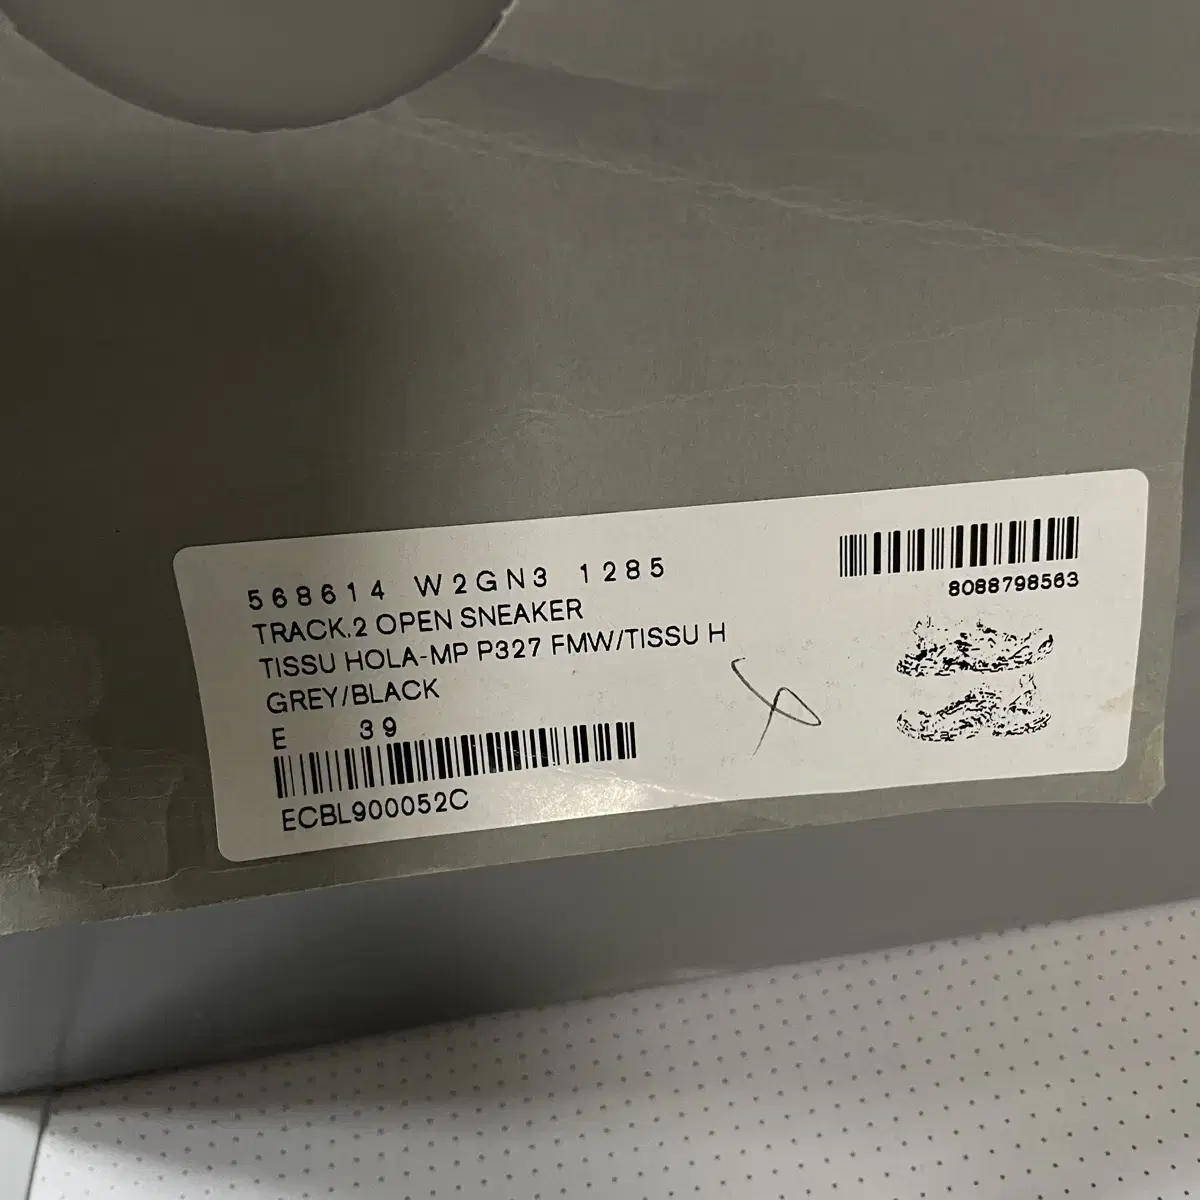 568614 W2GN3 1285
TRACK.2 OPEN SNEAKER
TISSU HOLA-MP P327 FMW/TISSU H
GREY/BLACK
E 39
ECBL900052C
8088798563